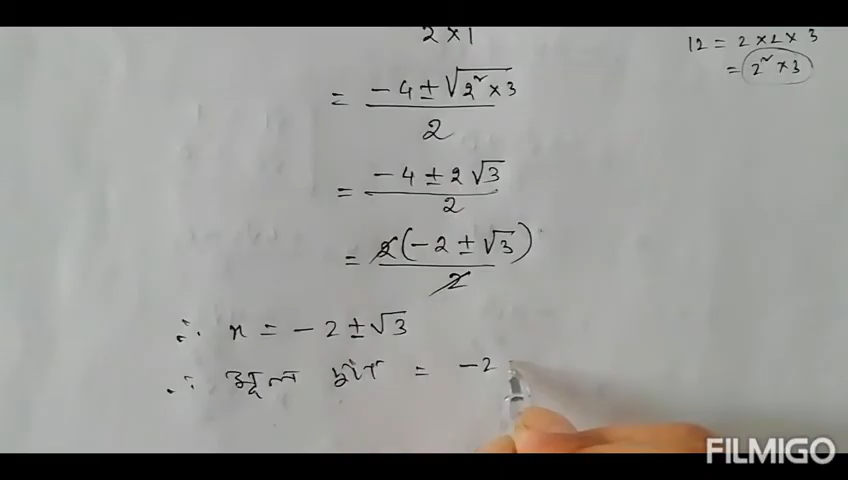 2 × 1
12 = 2 × 2 × 3
= 2² × 3
= (-4 ± √(2² × 3)) / 2
= (-4 ± 2√3) / 2
= 2(-2 ± √3) / 2
∴ x = -2 ± √3
∴ মূল = -2
FILMIGO